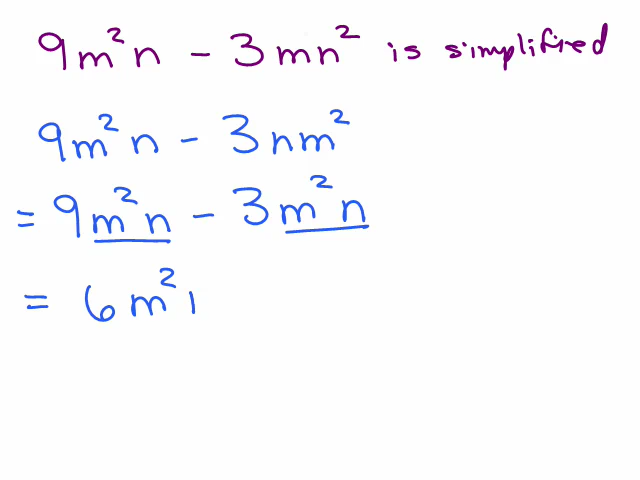 9m²n - 3mn² is simplified
9m²n - 3nm²
= 9m²n - 3m²n
= 6m²